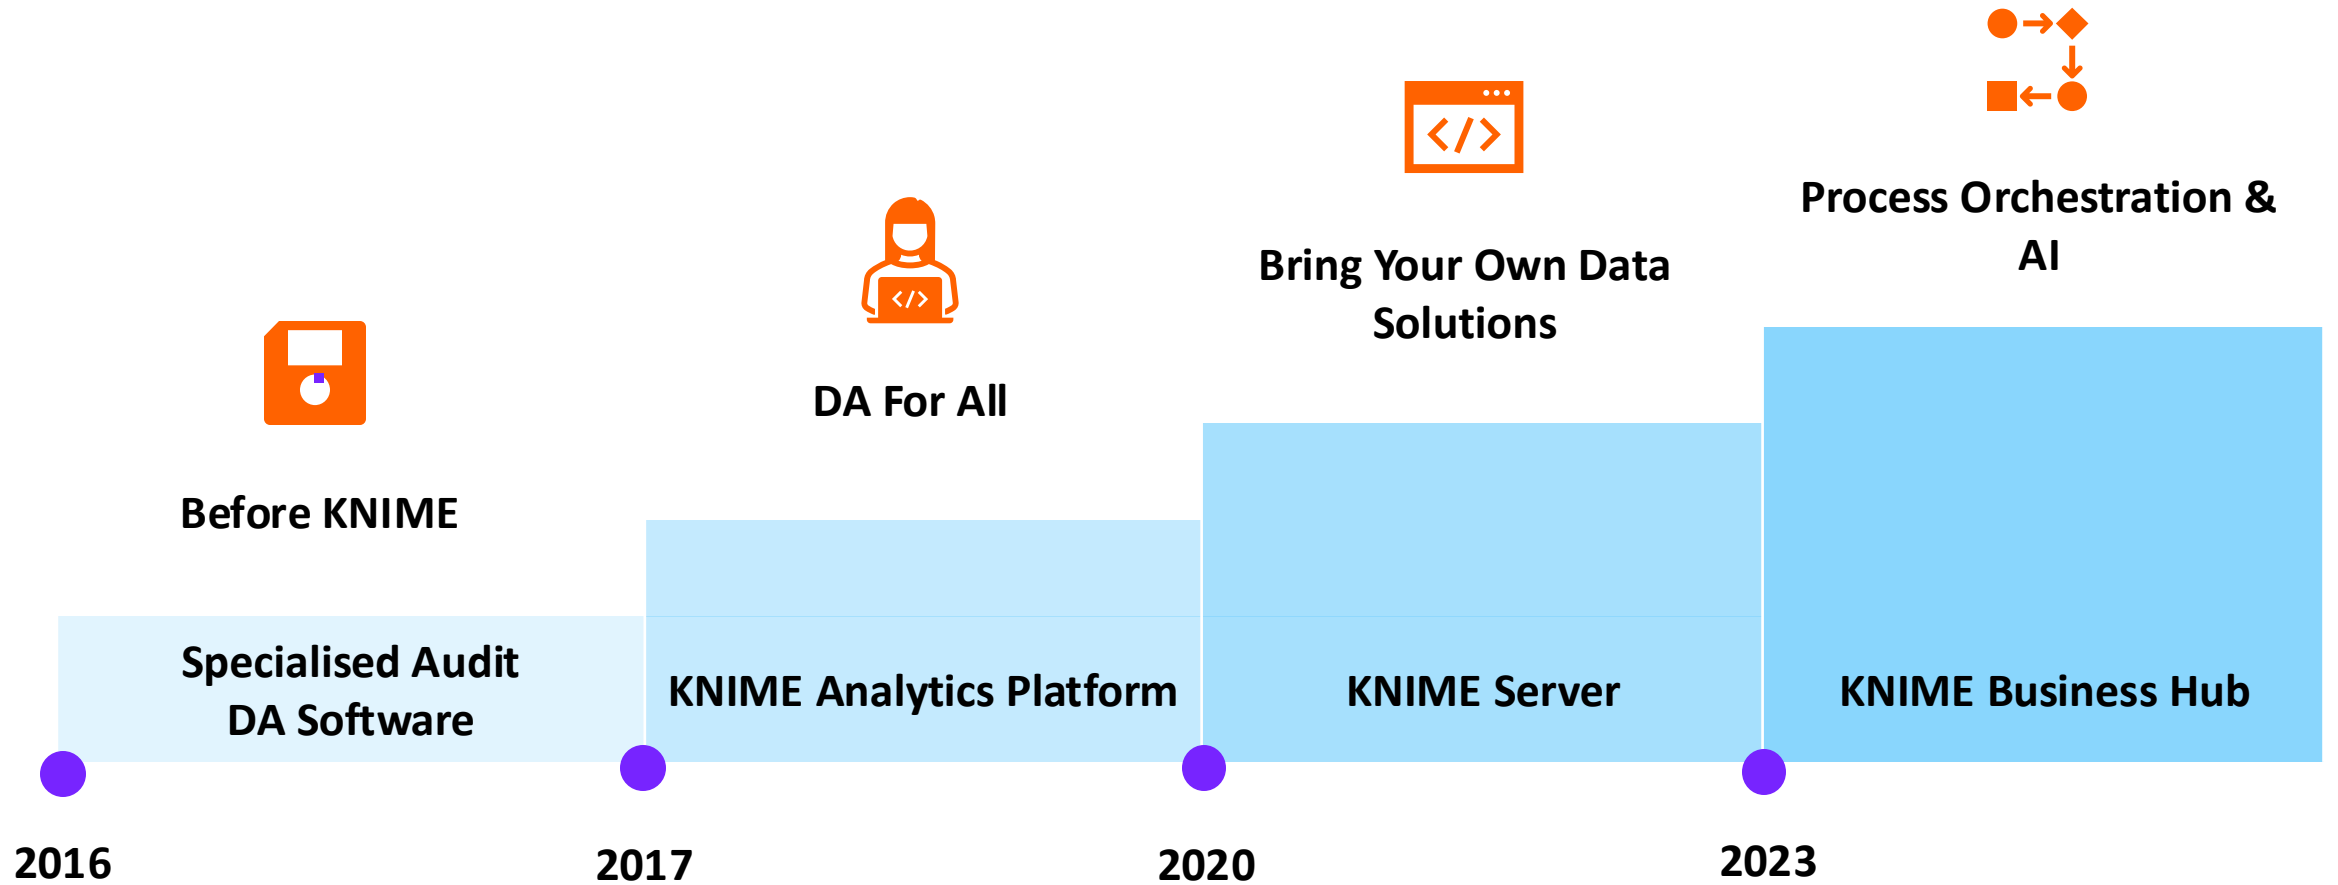 Process Orchestration &
AI
Bring Your Own Data
Solutions
DA For All
Before KNIME
Specialised Audit
DA Software
KNIME Analytics Platform
KNIME Server
KNIME Business Hub
2016
2017
2020
2023